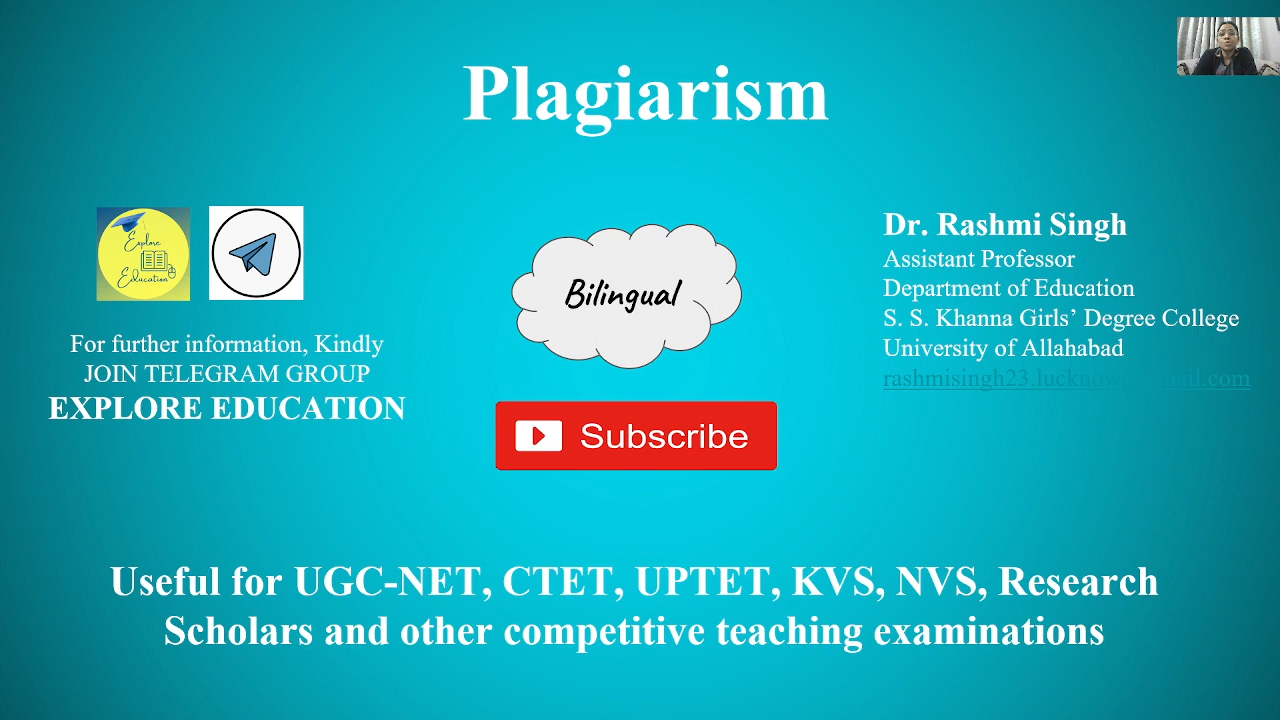 Plagiarism
Explore
Education
For further information, Kindly
JOIN TELEGRAM GROUP
EXPLORE EDUCATION
Bilingual
Subscribe
Dr. Rashmi Singh
Assistant Professor
Department of Education
S. S. Khanna Girls’ Degree College
University of Allahabad
Useful for UGC-NET, CTET, UPTET, KVS, NVS, Research
Scholars and other competitive teaching examinations